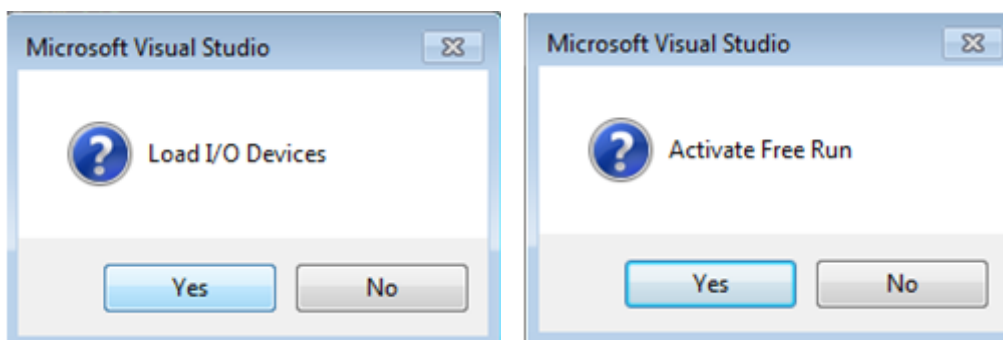 Microsoft Visual Studio
Load I/O Devices
Yes No
Microsoft Visual Studio
Activate Free Run
Yes No